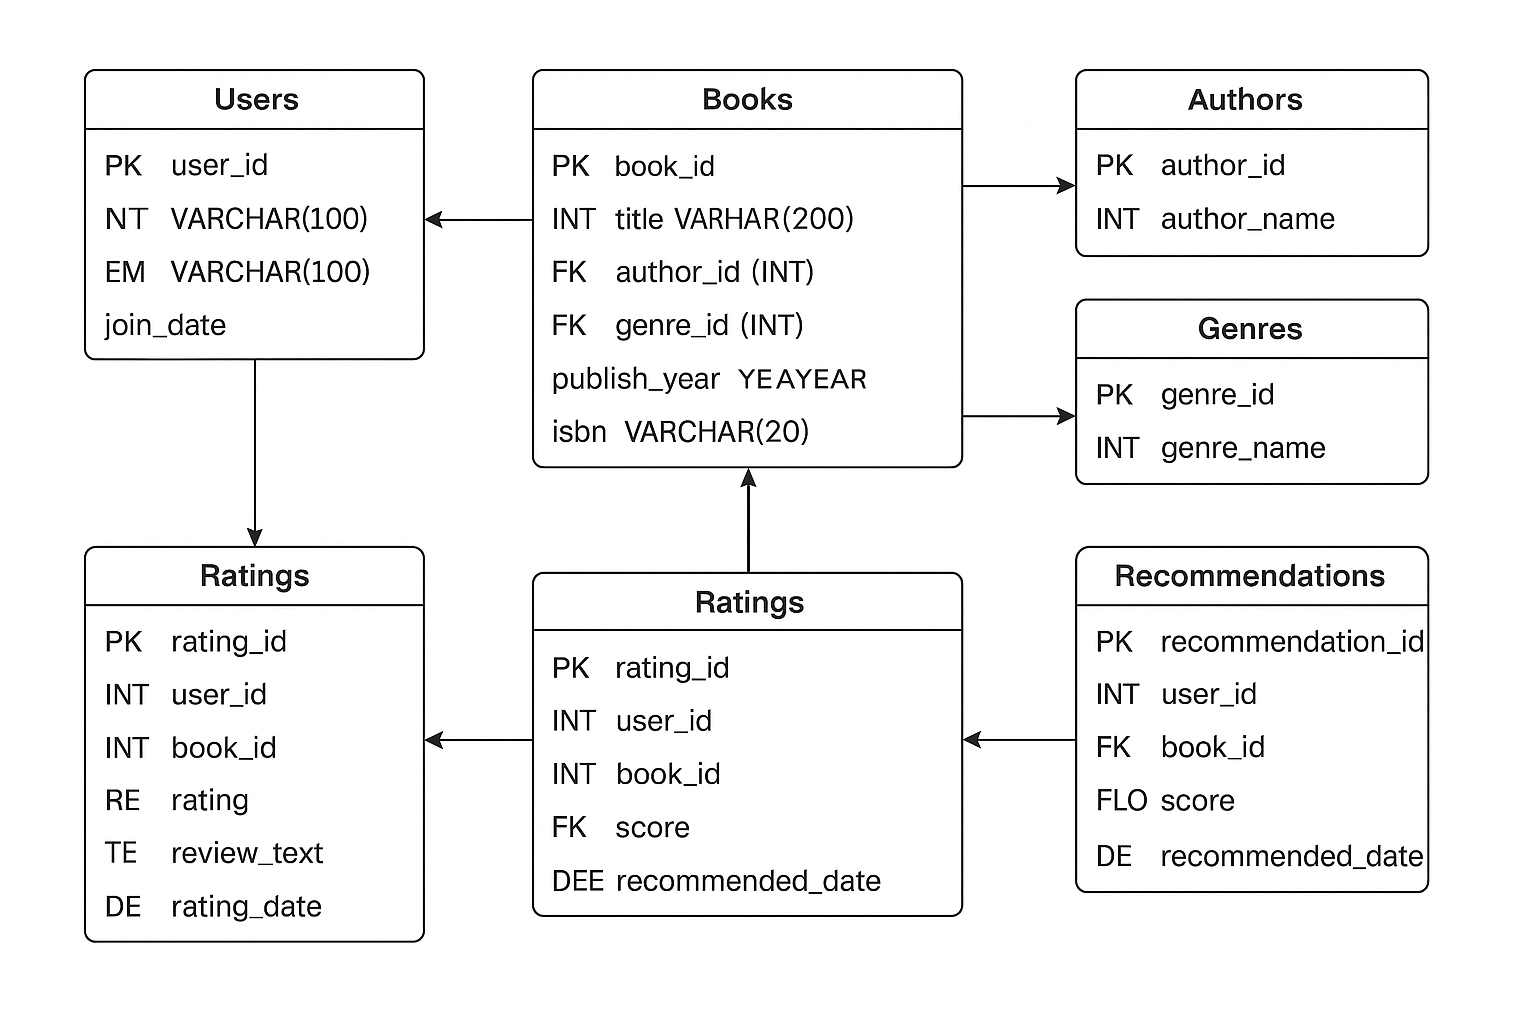 Users
PK user_id
NT VARCHAR(100)
EM VARCHAR(100)
join_date
Books
PK book_id
INT title VARHAR(200)
FK author_id (INT)
FK genre_id (INT)
publish_year YEAYEAR
isbn VARCHAR(20)
Authors
PK author_id
INT author_name
Genres
PK genre_id
INT genre_name
Ratings
PK rating_id
INT user_id
INT book_id
RE rating
TE review_text
DE rating_date
Ratings
PK rating_id
INT user_id
INT book_id
FK score
DEE recommended_date
Recommendations
PK recommendation_id
INT user_id
FK book_id
FLO score
DE recommended_date